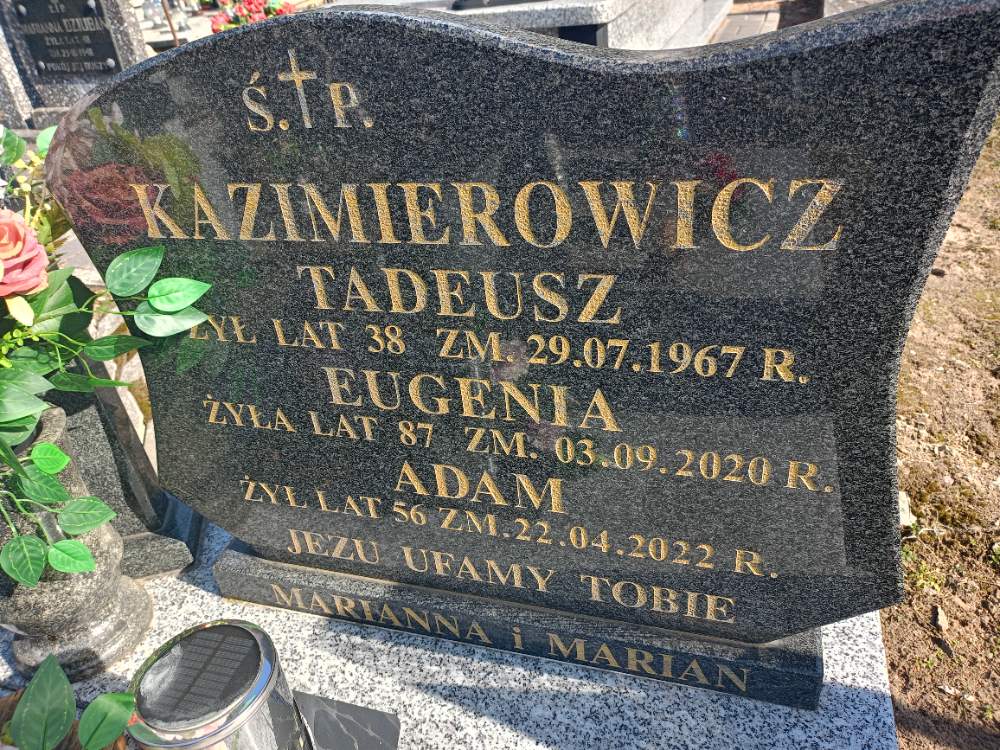 Ś. P.
KAZIMIEROWICZ
TADEUSZ
ŻYŁ LAT 38 ZM. 29.07.1967 R.
EUGENIA
ŻYŁA LAT 87 ZM. 03.09.2020 R.
ADAM
ŻYŁ LAT 56 ZM. 22.04.2022 R.
JEZU UFAMY TOBIE
MARIANNA i MARIAN